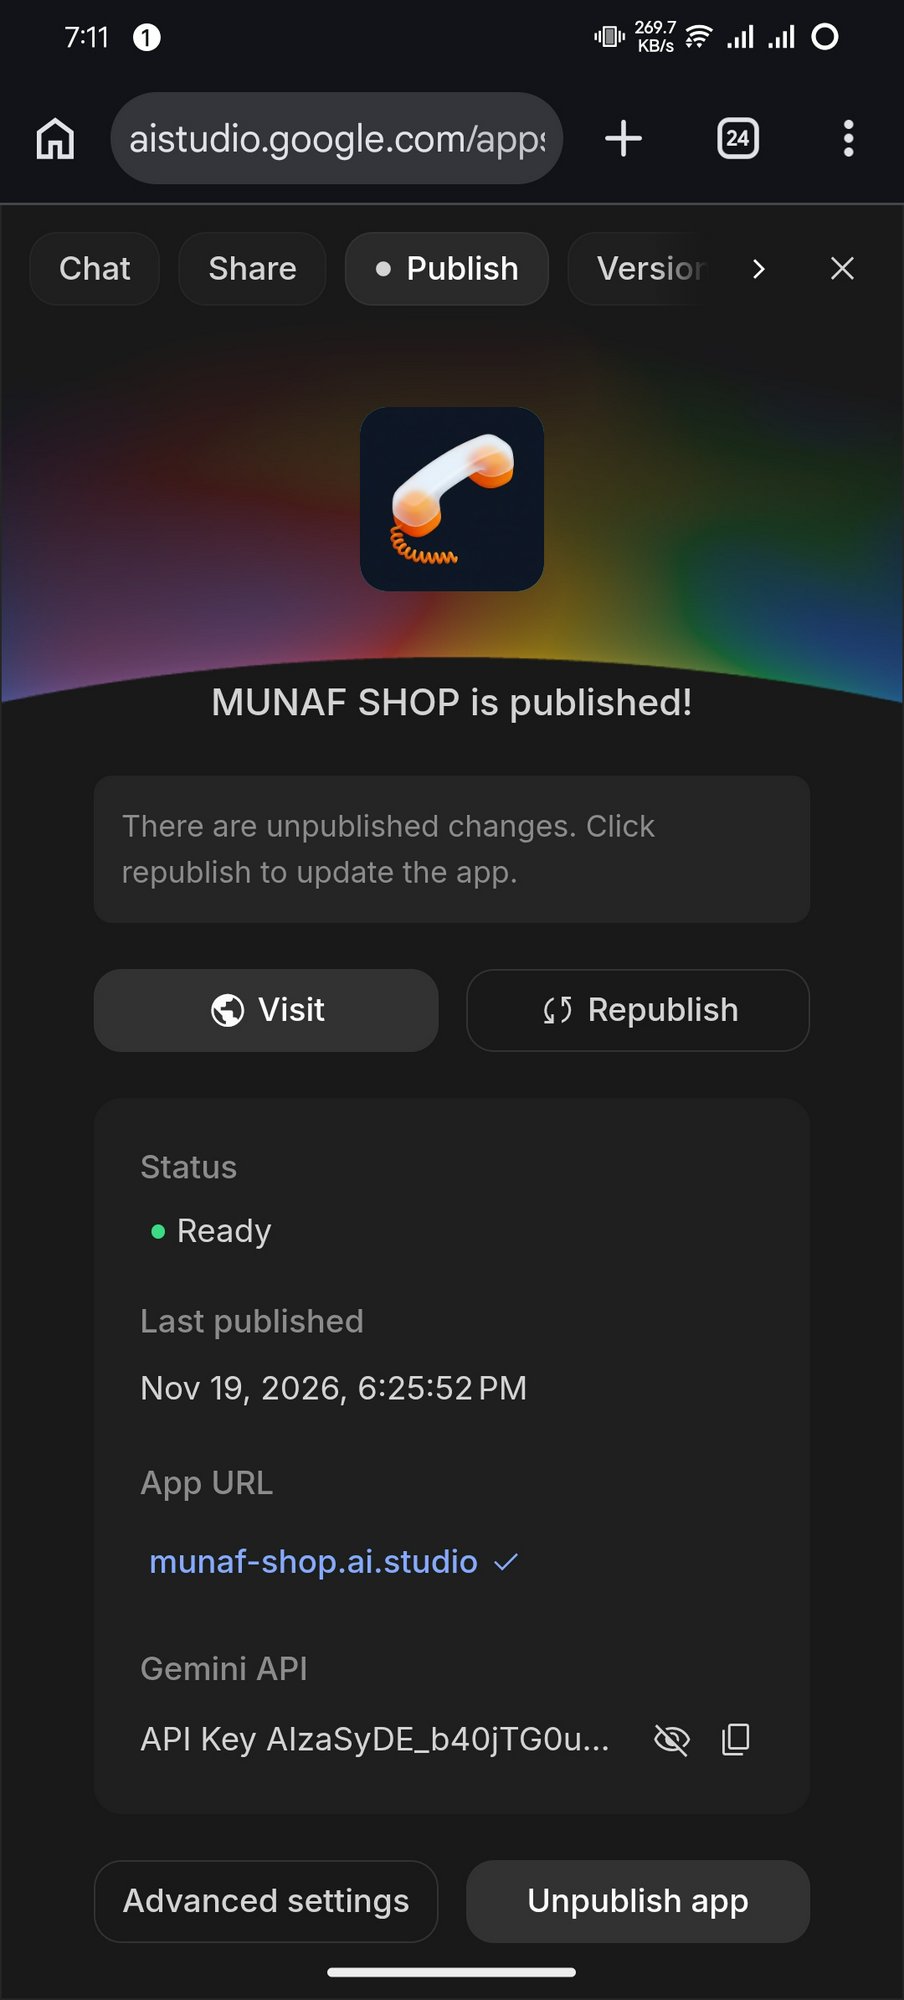 7:11
1
269.7
KB/s
aistudio.google.com/apps
24
Chat
Share
Publish
Version
MUNAF SHOP is published!
There are unpublished changes. Click
republish to update the app.
Visit
Republish
Status
Ready
Last published
Nov 19, 2026, 6:25:52 PM
App URL
munaf-shop.ai.studio
Gemini API
API Key AIzaSyDE_b40jTG0u...
Advanced settings
Unpublish app